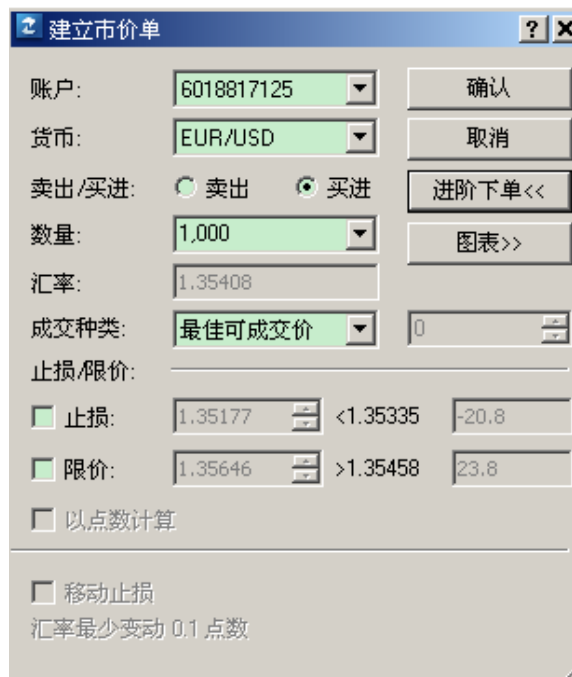 建立市价单
账户: 6018817125 确认
货币: EUR/USD 取消
卖出/买进: 卖出 买进 进阶下单<<
数量: 1,000 图表>>
汇率: 1.35408
成交种类: 最佳可成交价 0
止损/限价:
止损: 1.35177 <1.35335 -20.8
限价: 1.35646 >1.35458 23.8
以点数计算
移动止损
汇率最少变动 0.1 点数